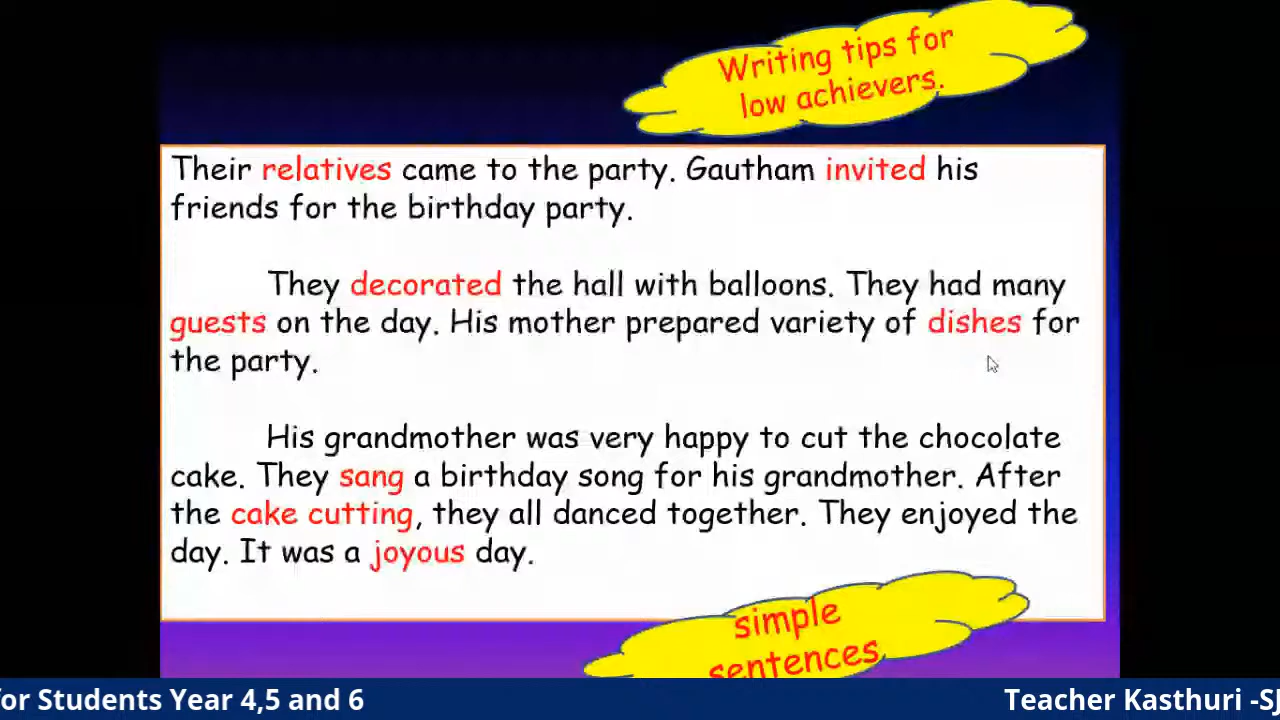 Writing tips for
low achievers.
Their relatives came to the party. Gautham invited his
friends for the birthday party.
They decorated the hall with balloons. They had many
guests on the day. His mother prepared variety of dishes for
the party.
His grandmother was very happy to cut the chocolate
cake. They sang a birthday song for his grandmother. After
the cake cutting, they all danced together. They enjoyed the
day. It was a joyous day.
simple
sentences
for Students Year 4,5 and 6
Teacher Kasthuri -SJ